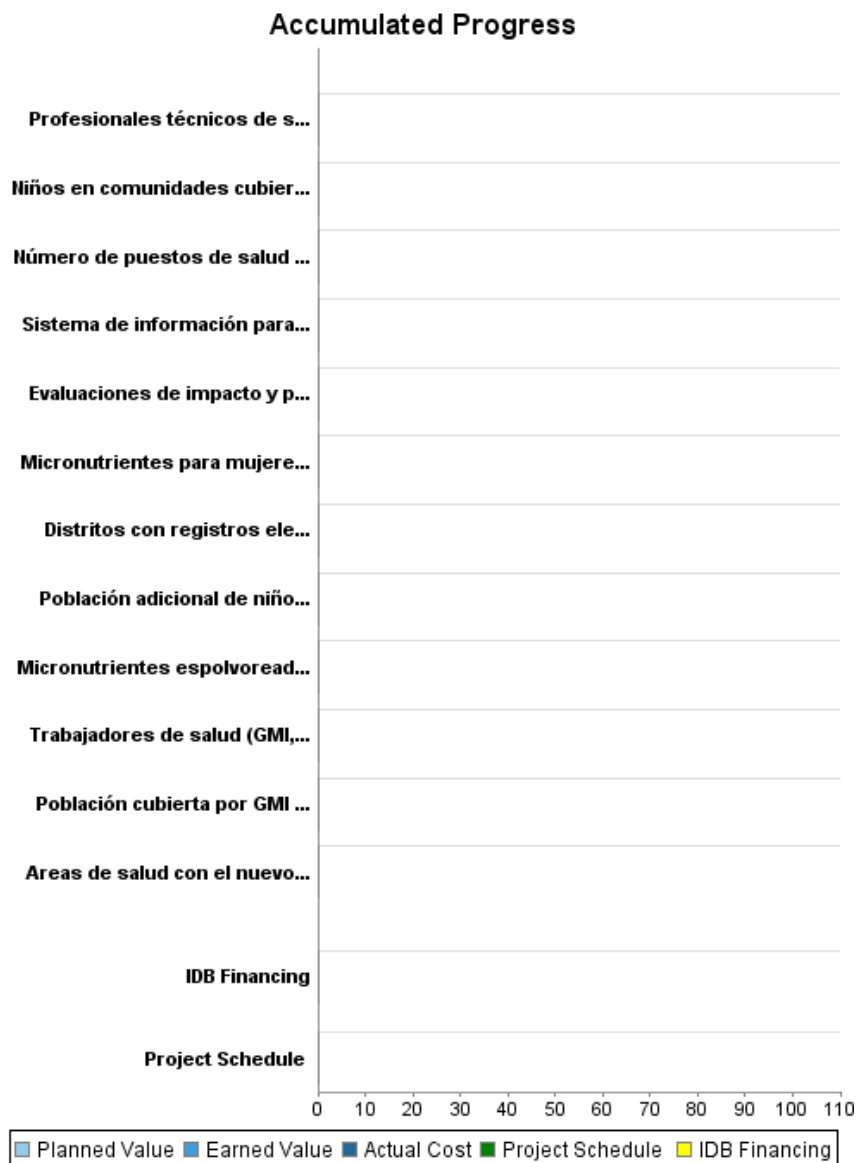 Accumulated Progress
Profesionales técnicos de s...
Niños en comunidades cubier...
Número de puestos de salud ...
Sistema de información para...
Evaluaciones de impacto y p...
Micronutrientes para mujere...
Distritos con registros ele...
Población adicional de niño...
Micronutrientes espolvoread...
Trabajadores de salud (GMI,...
Población cubierta por GMI ...
Areas de salud con el nuevo...
IDB Financing
Project Schedule
0 10 20 30 40 50 60 70 80 90 100 110
Planned Value Earned Value Actual Cost Project Schedule IDB Financing